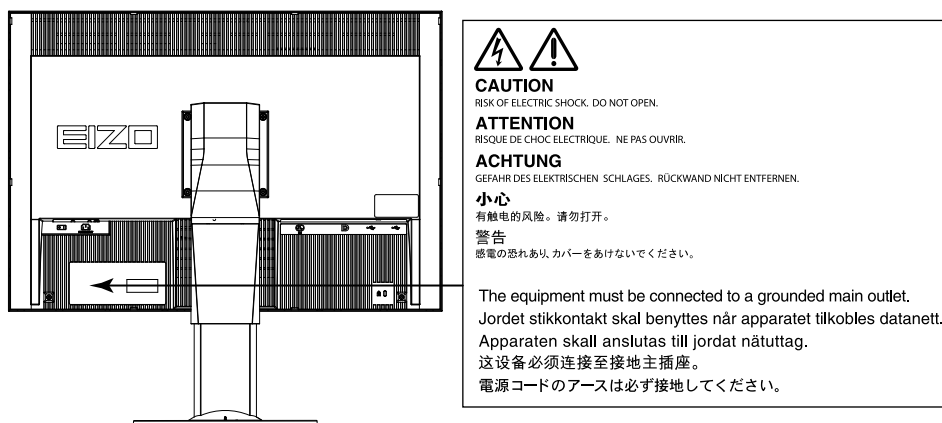 EIZO
CAUTION
RISK OF ELECTRIC SHOCK. DO NOT OPEN.
ATTENTION
RISQUE DE CHOC ELECTRIQUE. NE PAS OUVRIR.
ACHTUNG
GEFAHR DES ELEKTRISCHEN SCHLAGES. RÜCKWAND NICHT ENTFERNEN.
小心
有触电的风险。请勿打开。
警告
感電の恐れあり、カバーをあけないでください。
The equipment must be connected to a grounded main outlet.
Jordet stikkontakt skal benyttes når apparatet tilkobles datanett.
Apparaten skall anslutas till jordat nätuttag.
这设备必须连接至接地主插座。
電源コードのアースは必ず接地してください。